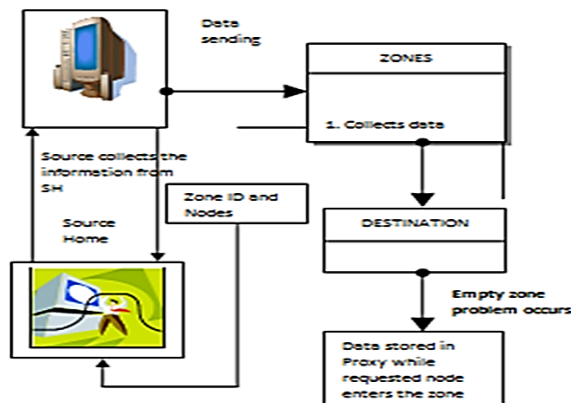 Data
sending
ZONES
1. Collects data
Source collects the
information from
SH
Zone ID and
Nodes
Source
Home
DESTINATION
Empty zone
problem occurs
Data stored in
Proxy while
requested node
enters the zone